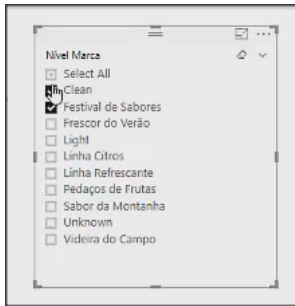 Nível Marca
Select All
Clean
Festival de Sabores
Frescor do Verão
Light
Linha Citros
Linha Refrescante
Pedaços de Frutas
Sabor da Montanha
Unknown
Videira do Campo